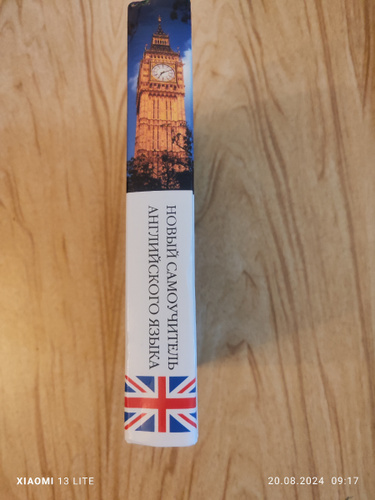 НОВЫЙ САМОУЧИТЕЛЬ
АНГЛИЙСКОГО ЯЗЫКА
XIAOMI 13 LITE
20.08.2024 09:17